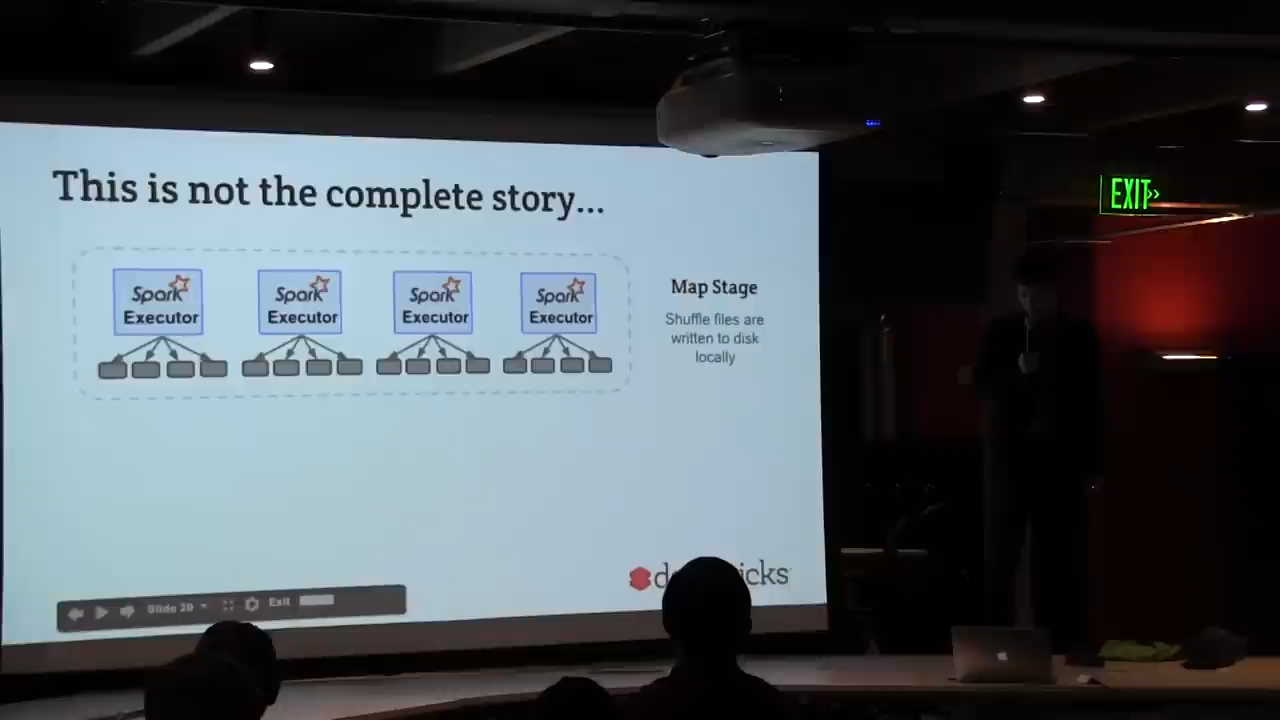 This is not the complete story...
Spark
Executor
Spark
Executor
Spark
Executor
Spark
Executor
Map Stage
Shuffle files are
written to disk
locally
Exit
EXIT